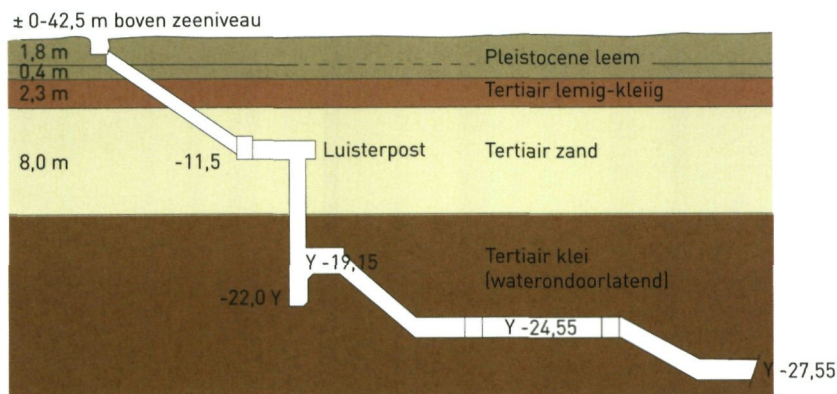 ± 0-42,5 m boven zeeniveau
1,8 m
Pleistocene leem
0,4 m
2,3 m
Tertiair lemig-kleiig
8,0 m
-11,5
Luisterpost
Tertiair zand
Y -19,15
Tertiair klei
(waterondoorlatend)
-22,0 Y
Y -24,55
Y -27,55